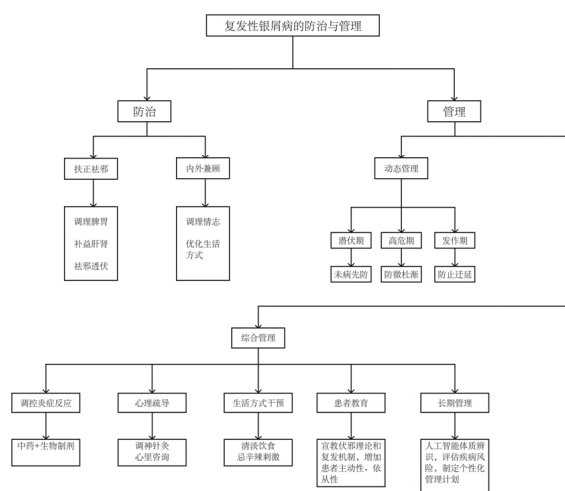 复发性银屑病的防治与管理
防治
管理
扶正祛邪
内外兼顾
动态管理
调理脾胃
补益肝肾
祛邪透伏
调理情志
优化生活
方式
潜伏期
高危期
发作期
未病先防
防微杜渐
防止迁延
综合管理
调控炎症反应
心理疏导
生活方式干预
患者教育
长期管理
中药+生物制剂
调神针灸
心里咨询
清淡饮食
忌辛辣刺激
宣教伏邪理论和
复发机制，增加
患者主动性、依
从性
人工智能体质辨
识，评估疾病风
险，制定个性化
管理计划